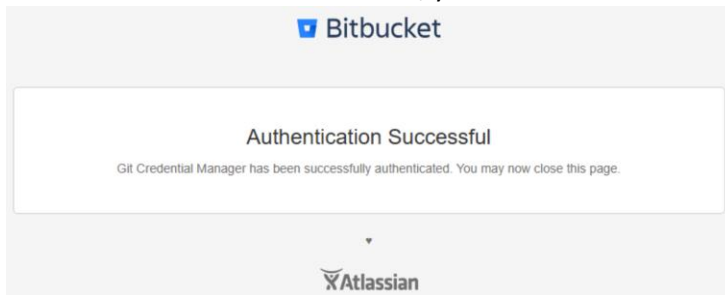 Bitbucket
Authentication Successful
Git Credential Manager has been successfully authenticated. You may now close this page.
Atlassian